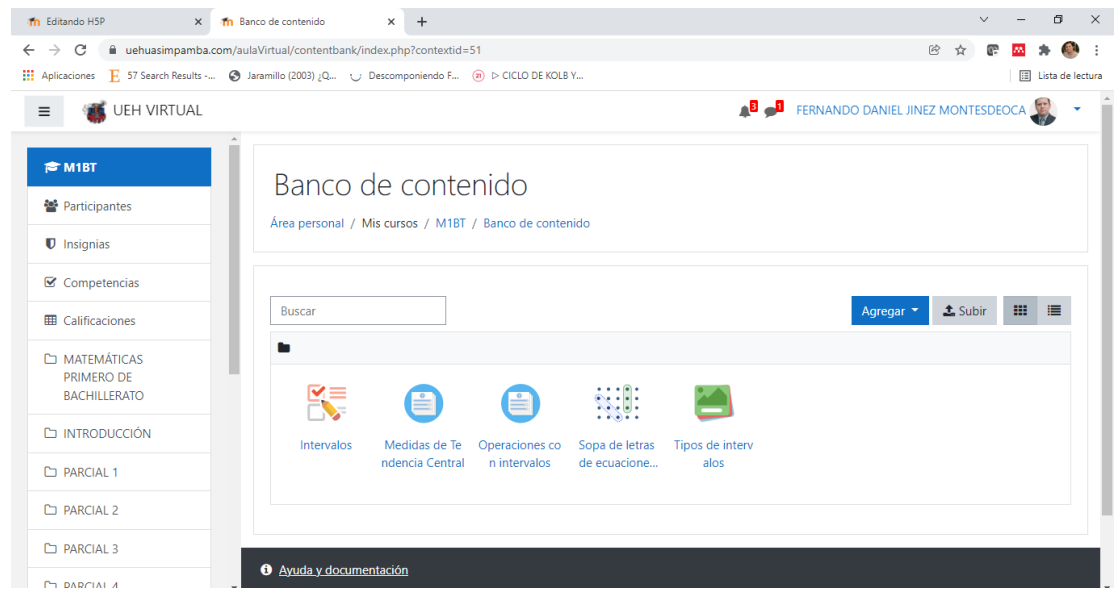 Editando H5P
Banco de contenido
uehuasimpamba.com/aulaVirtual/contentbank/index.php?contextid=51
Aplicaciones
57 Search Results -...
Jaramillo (2003) ¿Q...
Descomponiendo F...
▷ CICLO DE KOLB Y...
Lista de lectura
UEH VIRTUAL
3
1
FERNANDO DANIEL JINEZ MONTESDEOCA
M1BT
Participantes
Insignias
Competencias
Calificaciones
MATEMÁTICAS
PRIMERO DE
BACHILLERATO
INTRODUCCIÓN
PARCIAL 1
PARCIAL 2
PARCIAL 3
PARCIAL 4
Banco de contenido
Área personal / Mis cursos / M1BT / Banco de contenido
Buscar
Agregar
Subir
Intervalos
Medidas de Te
ndencia Central
Operaciones co
n intervalos
Sopa de letras
de ecuacione...
Tipos de interv
alos
Ayuda y documentación